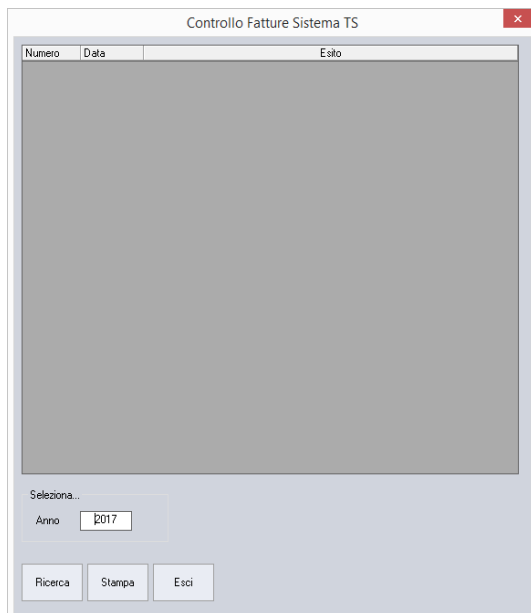 Controllo Fatture Sistema TS
Numero Data Esito
Seleziona...
Anno 2017
Ricerca Stampa Esci